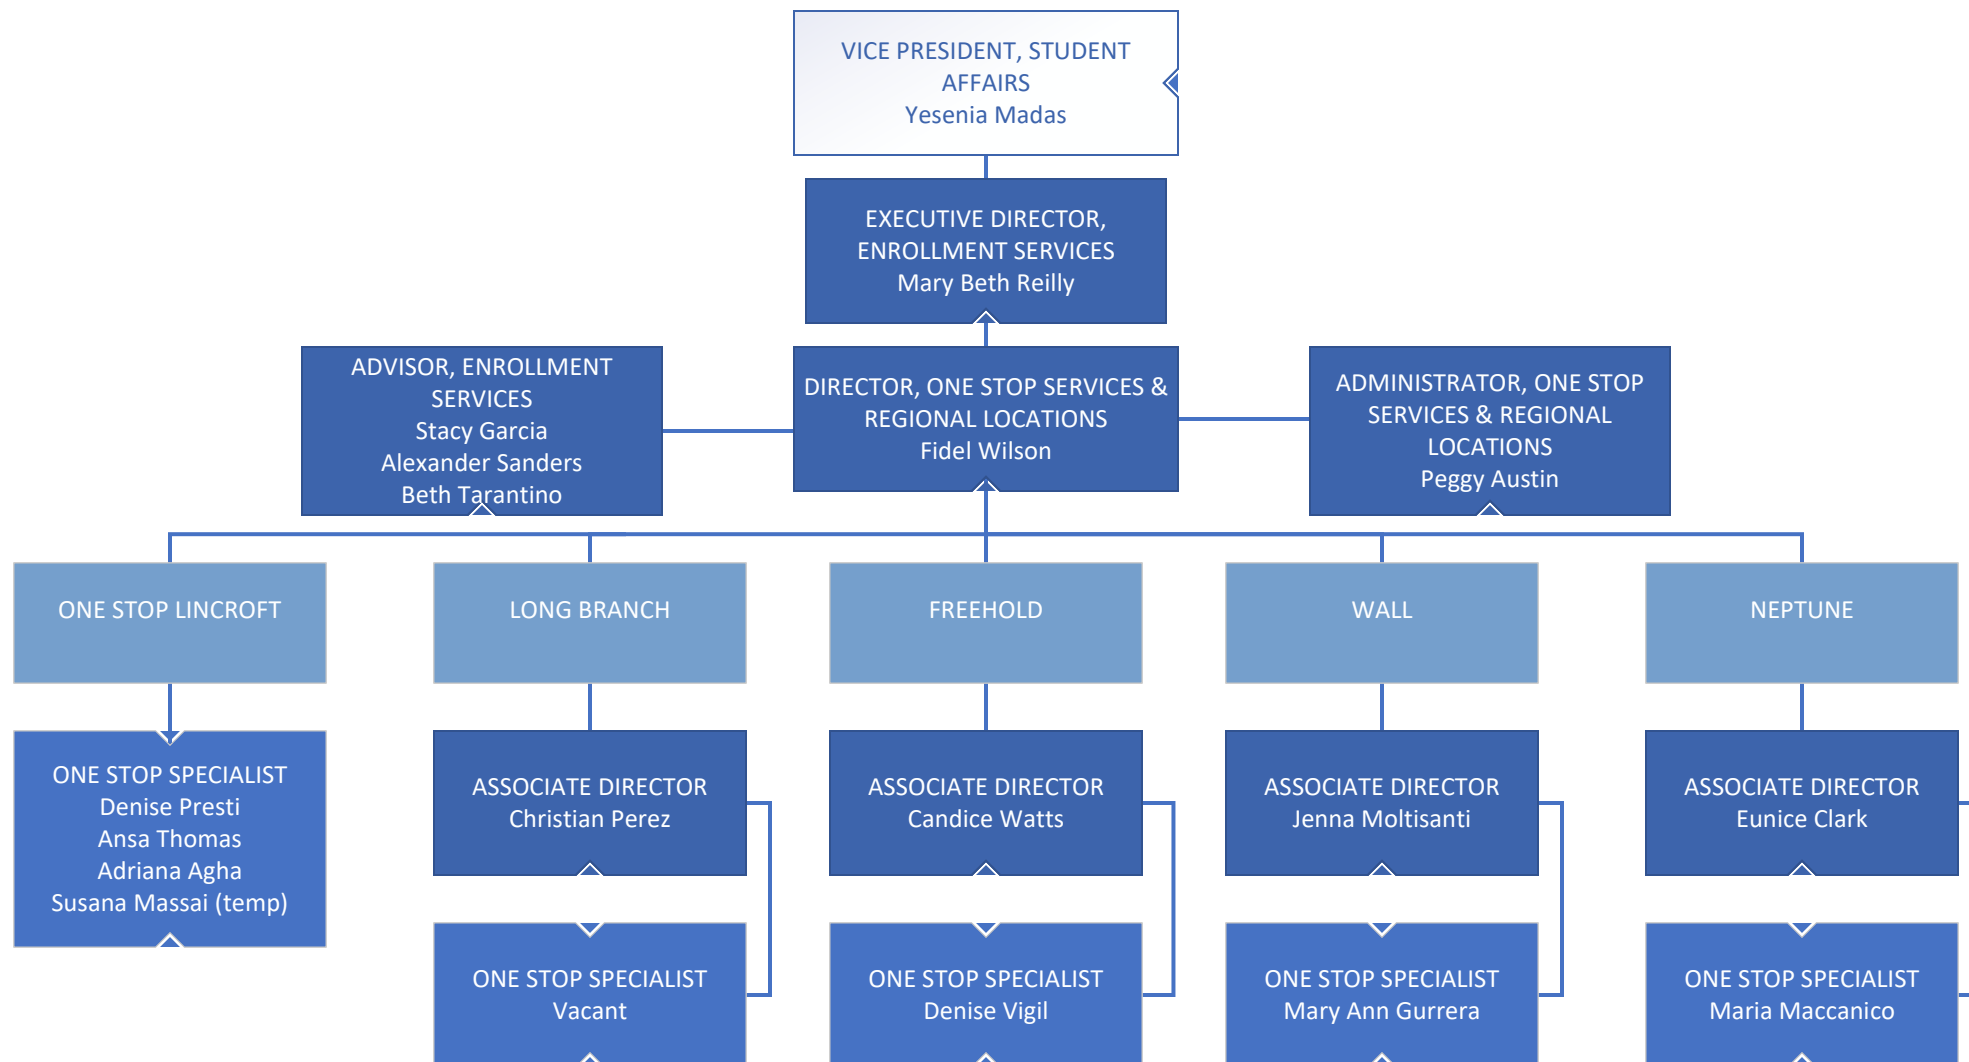 VICE PRESIDENT, STUDENT
AFFAIRS
Yesenia Madas
EXECUTIVE DIRECTOR,
ENROLLMENT SERVICES
Mary Beth Reilly
ADVISOR, ENROLLMENT
SERVICES
Stacy Garcia
Alexander Sanders
Beth Tarantino
DIRECTOR, ONE STOP SERVICES &
REGIONAL LOCATIONS
Fidel Wilson
ADMINISTRATOR, ONE STOP
SERVICES & REGIONAL
LOCATIONS
Peggy Austin
ONE STOP LINCROFT
LONG BRANCH
FREEHOLD
WALL
NEPTUNE
ONE STOP SPECIALIST
Denise Presti
Ansa Thomas
Adriana Agha
Susana Massai (temp)
ASSOCIATE DIRECTOR
Christian Perez
ASSOCIATE DIRECTOR
Candice Watts
ASSOCIATE DIRECTOR
Jenna Moltisanti
ASSOCIATE DIRECTOR
Eunice Clark
ONE STOP SPECIALIST
Vacant
ONE STOP SPECIALIST
Denise Vigil
ONE STOP SPECIALIST
Mary Ann Gurrera
ONE STOP SPECIALIST
Maria Maccanico